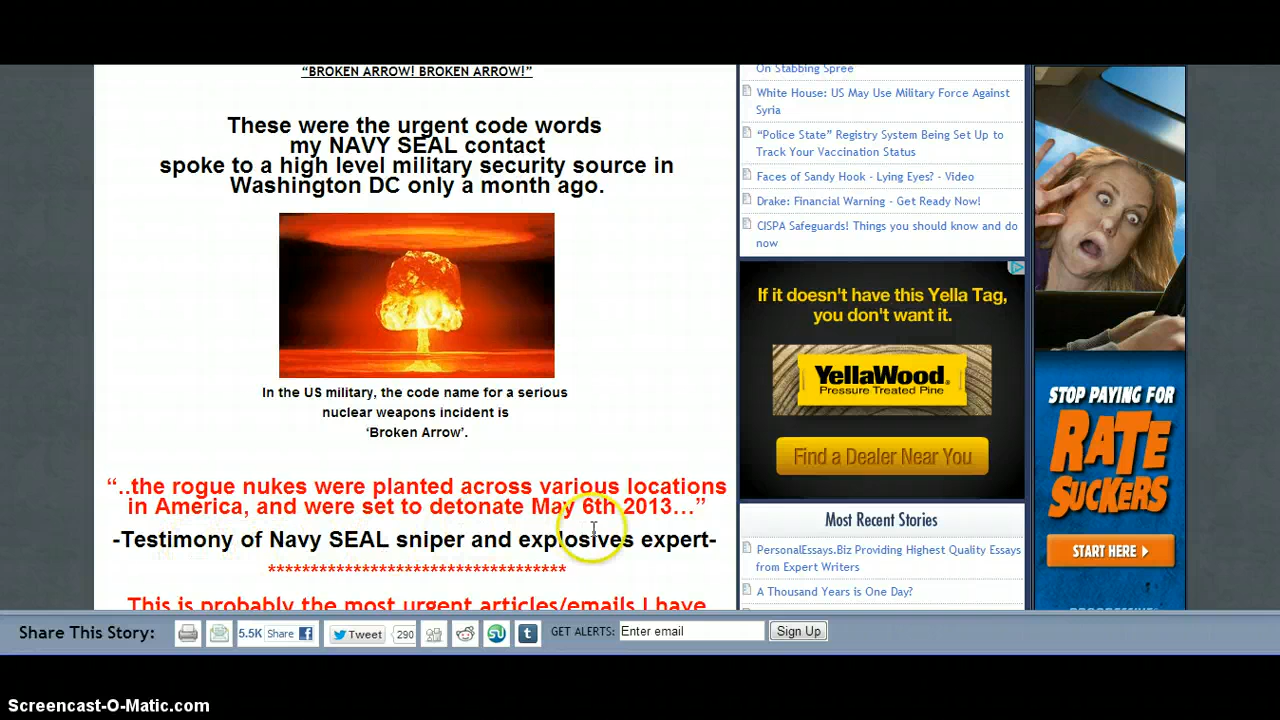 "BROKEN ARROW! BROKEN ARROW!"
These were the urgent code words
my NAVY SEAL contact
spoke to a high level military security source in
Washington DC only a month ago.
In the US military, the code name for a serious
nuclear weapons incident is
‘Broken Arrow’.
“..the rogue nukes were planted across various locations
in America, and were set to detonate May 6th 2013…”
-Testimony of Navy SEAL sniper and explosives expert-
***********************************
This is probably the most urgent articles/emails I have
On Stabbing Spree
White House: US May Use Military Force Against
Syria
“Police State” Registry System Being Set Up to
Track Your Vaccination Status
Faces of Sandy Hook - Lying Eyes? - Video
Drake: Financial Warning - Get Ready Now!
CISPA Safeguards! Things you should know and do
now
If it doesn't have this Yella Tag,
you don't want it.
YellaWood®
Pressure Treated Pine
Find a Dealer Near You
Most Recent Stories
PersonalEssays.Biz Providing Highest Quality Essays
from Expert Writers
A Thousand Years is One Day?
STOP PAYING FOR
RATE
SUCKERS
START HERE
PROGRESSIVE
Share This Story:
5.5K Share
Tweet 290
GET ALERTS: Enter email Sign Up
Screencast-O-Matic.com